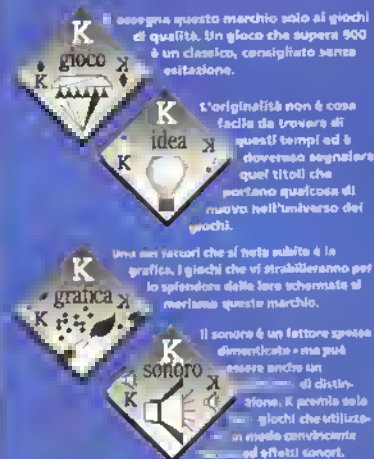 K
gioco
K
K
assegna questo marchio solo ai giochi
di qualità. Un gioco che supera 900
è un classico, consigliato senza
esitazione.
K
idea
K
K
L'originalità non è cosa
facile da trovare di
questi tempi ed è
doveroso segnalare
quei titoli che
portano qualcosa di
nuovo nell'universo dei
giochi.
K
grafica
K
K
Uno dei fattori che si nota subito è la
grafica. I giochi che vi strabilieranno per
lo splendore delle loro schermate si
meritano questo marchio.
K
sonoro
K
K
Il sonoro è un fattore spesso
dimenticato - ma può
essere anche un
di distin-
zione. K premia solo
giochi che utilizza-
in modo convincente
ed effetti sonori.